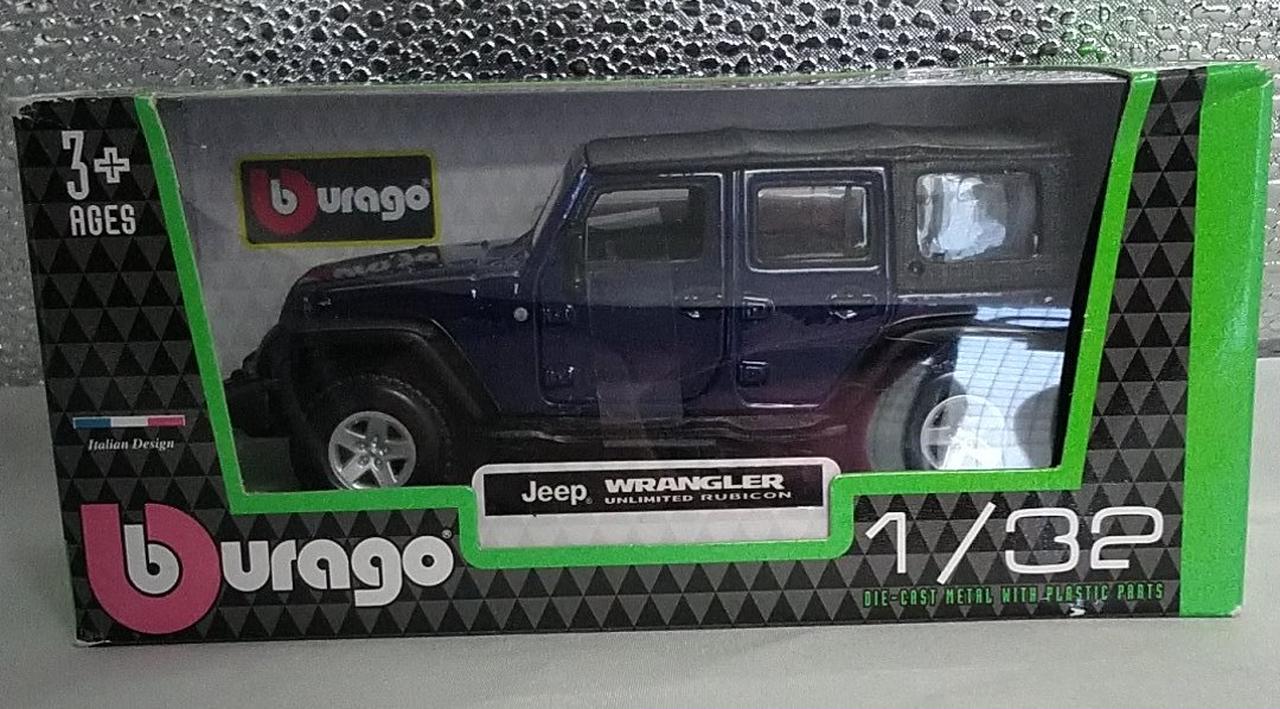 3+
AGES
burago®
Italian Design
Jeep® WRANGLER
UNLIMITED RUBICON
burago®
1/32
DIE-CAST METAL WITH PLASTIC PARTS